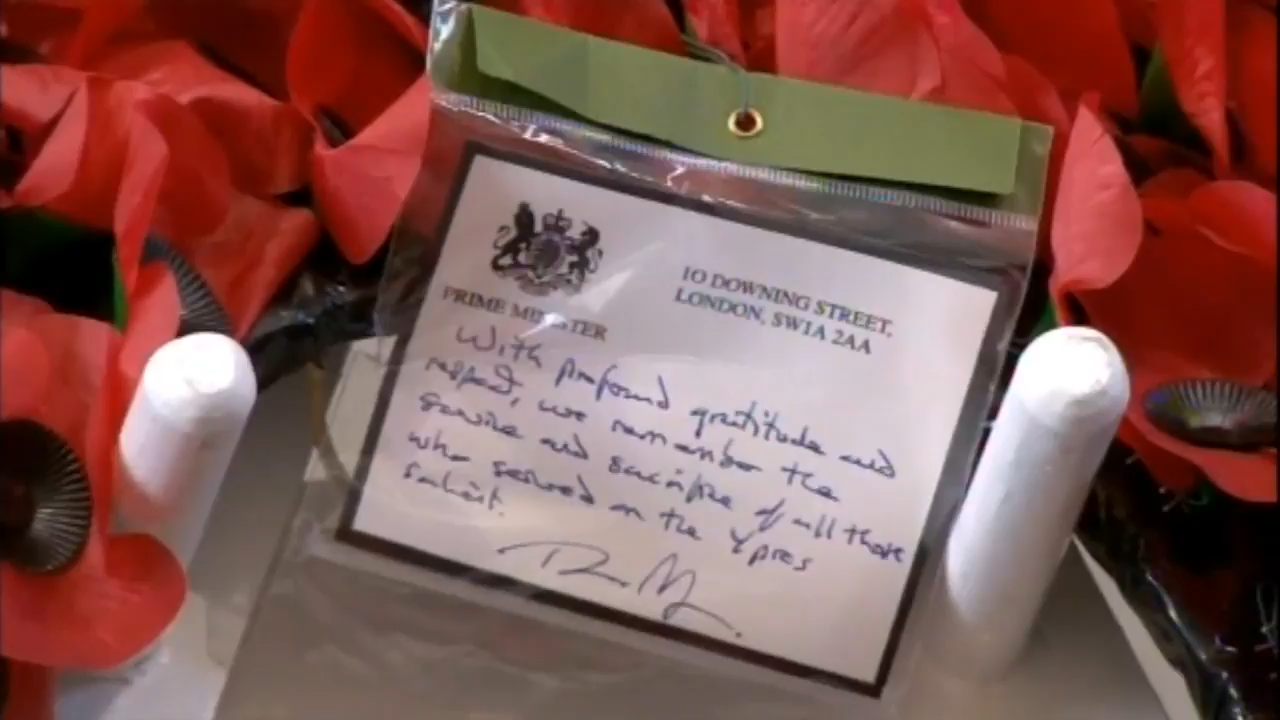 PRIME MINISTER
10 DOWNING STREET,
LONDON, SW1A 2AA
With profound gratitude and
respect, we remember the
service and sacrifice of all those
who served on the Ypres
Salient.